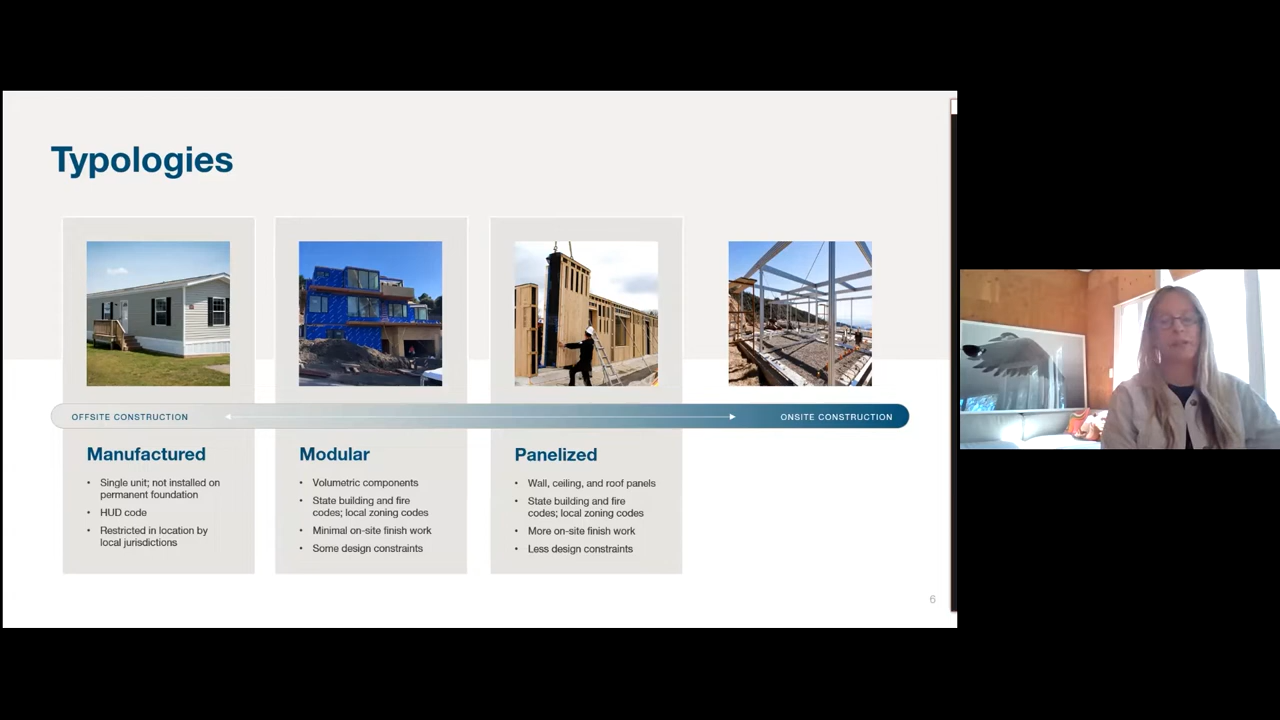 Typologies
OFFSITE CONSTRUCTION
ONSITE CONSTRUCTION
Manufactured
• Single unit; not installed on
permanent foundation
• HUD code
• Restricted in location by
local jurisdictions
Modular
• Volumetric components
• State building and fire
codes; local zoning codes
• Minimal on-site finish work
• Some design constraints
Panelized
• Wall, ceiling, and roof panels
• State building and fire
codes; local zoning codes
• More on-site finish work
• Less design constraints
6